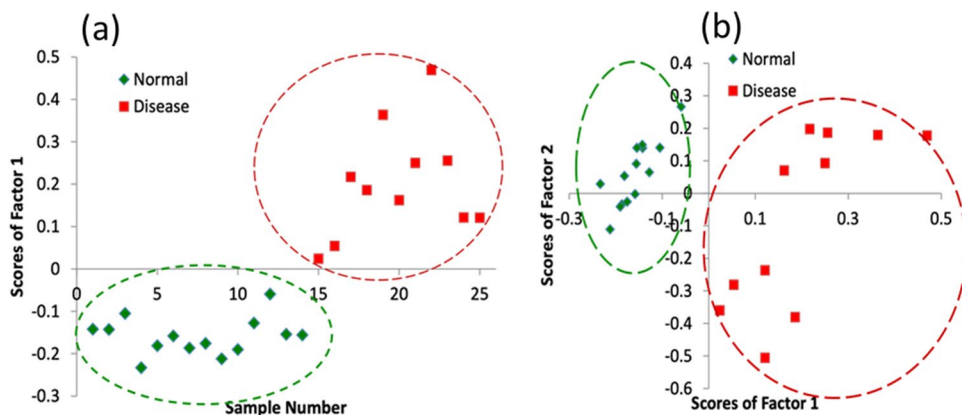 (a)
Scores of Factor 1
0.5
0.4
0.3
0.2
0.1
0
-0.1
-0.2
-0.3
Normal
Disease
0 5 10 15 20 25
Sample Number
(b)
Scores of Factor 2
Normal
Disease
0.4
0.3
0.2
0.1
0
-0.1
-0.2
-0.3
-0.4
-0.5
-0.6
-0.3 -0.1 0.1 0.3 0.5
Scores of Factor 1